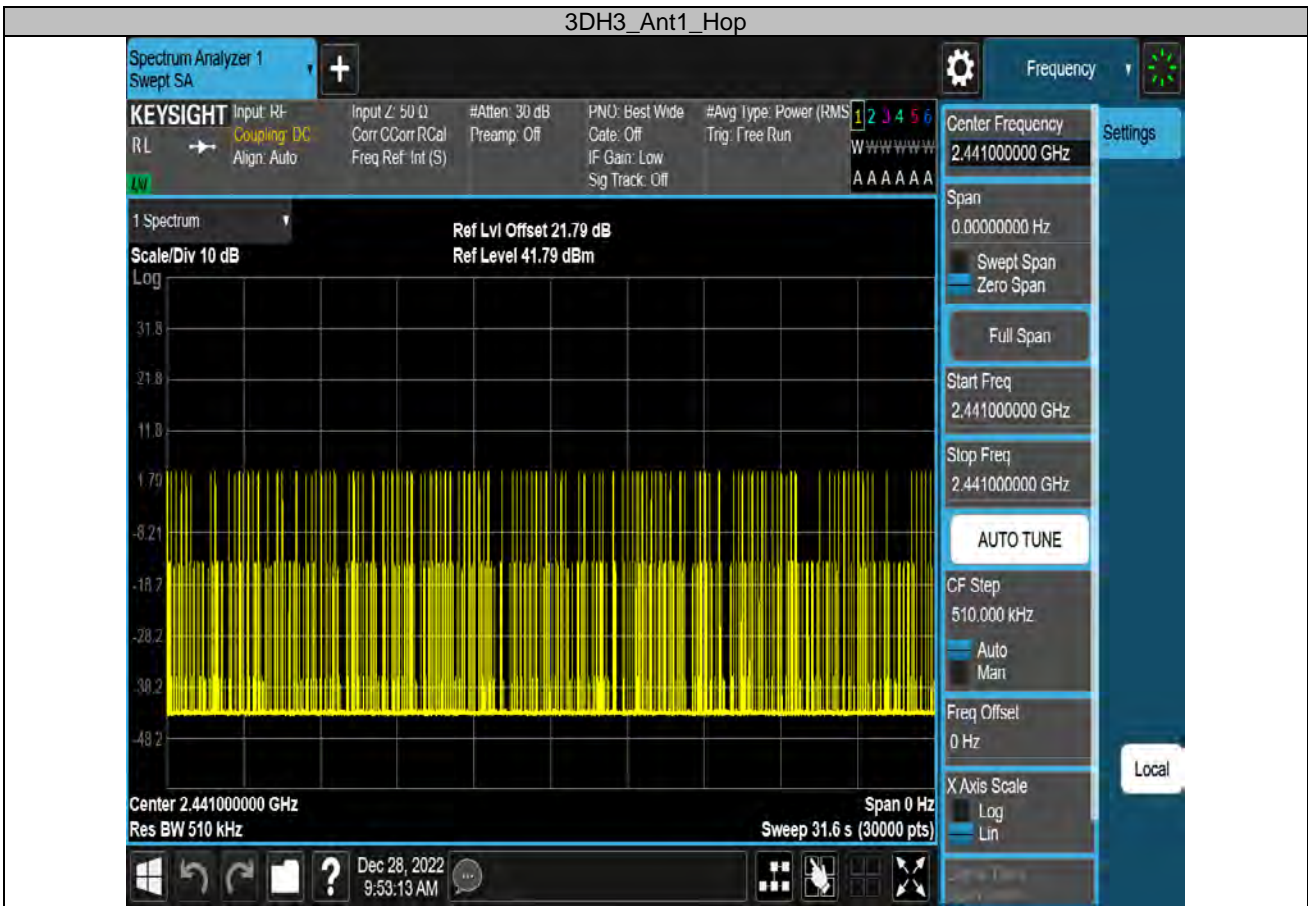 3DH3_Ant1_Hop
Spectrum Analyzer 1
Swept SA
Frequency
KEYSIGHT
Input: RF
Input Z: 50 Ω
#Atten: 30 dB
PNO: Best Wide
#Avg Type: Power (RMS
1 2 3 4 5 6
RL
Coupling: DC
Corr CCorr RCal
Preamp: Off
Gate: Off
Trig: Free Run
Align: Auto
Freq Ref: Int (S)
IF Gain: Low
W W W W W W
Sig Track: Off
A A A A A A
1 Spectrum
Ref Lvl Offset 21.79 dB
Scale/Div 10 dB
Ref Level 41.79 dBm
Log
31.8
21.8
11.8
1.79
-8.21
-18.2
-28.2
-38.2
-48.2
Center 2.441000000 GHz
Span 0 Hz
Res BW 510 kHz
Sweep 31.6 s (30000 pts)
Dec 28, 2022
9:53:13 AM
Center Frequency
2.441000000 GHz
Settings
Span
0.00000000 Hz
Swept Span
Zero Span
Full Span
Start Freq
2.441000000 GHz
Stop Freq
2.441000000 GHz
AUTO TUNE
CF Step
510.000 kHz
Auto
Man
Freq Offset
0 Hz
Local
X Axis Scale
Log
Lin